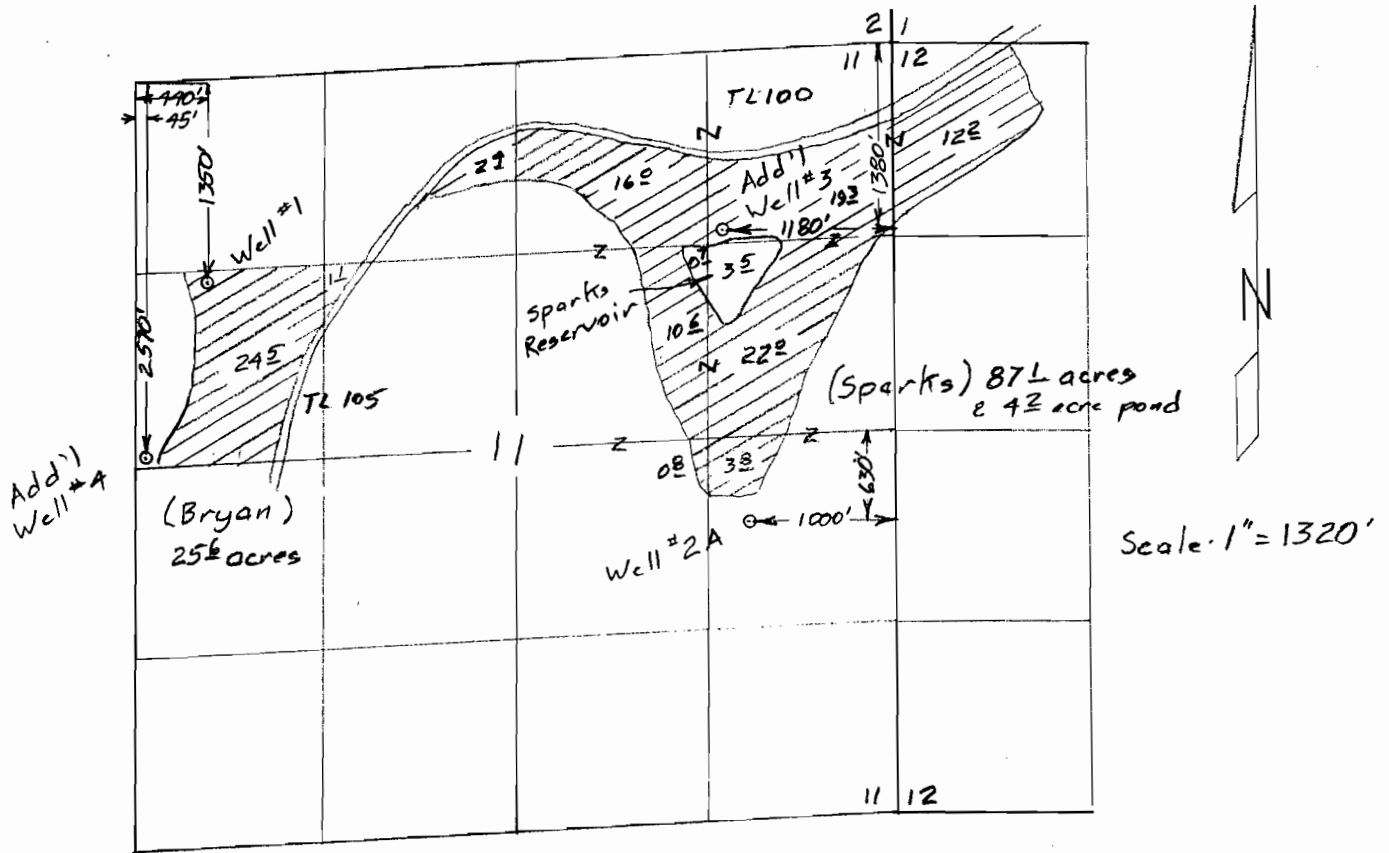 2 1
11 12
TL 100
440'
45'
1350'
2570'
Well #1
Add'l
Well #4
24 5
1 1
TL 105
(Bryan)
25 6 acres
16 0
Add'l
Well #3
19 3
1380'
12 2
1180'
Sparks
Reservoir
3 5
10 6
22 0
(Sparks) 87 1 acres
& 4 2 acre pond
11
0 8
3 8
630'
1000'
Well #2A
N
Scale: 1" = 1320'
11 12